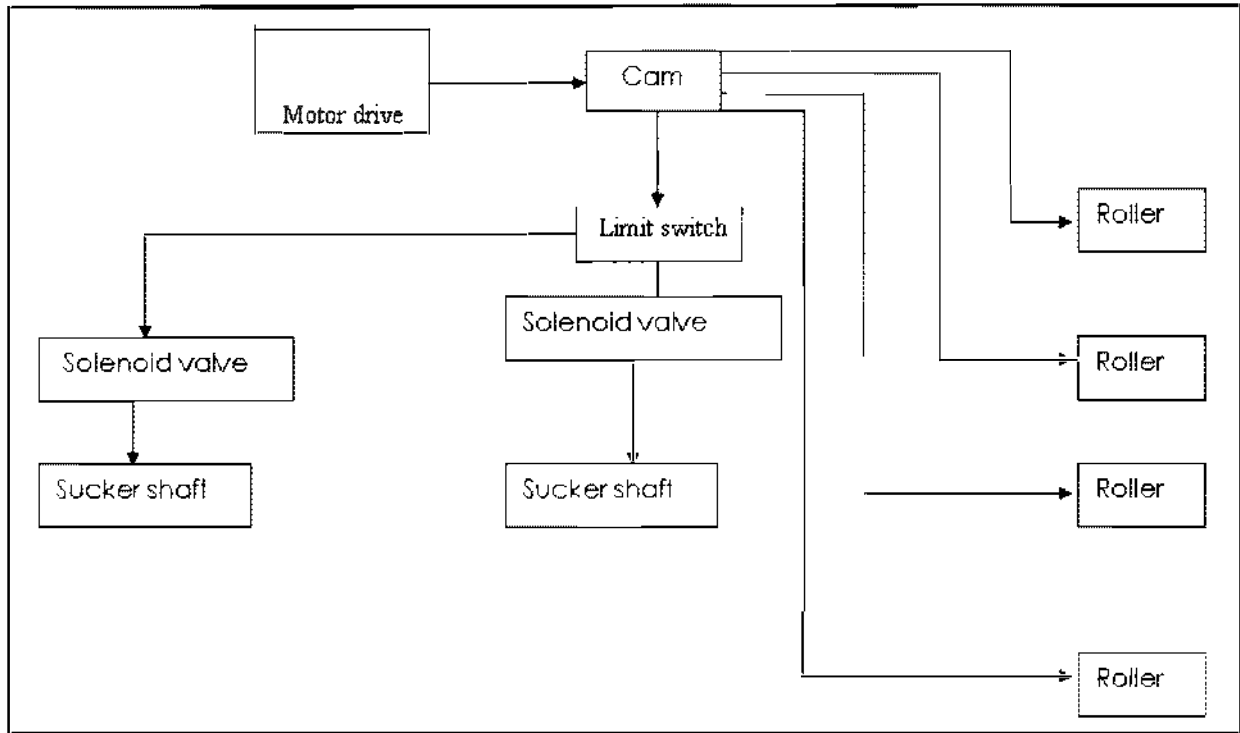 Motor drive
Cam
Limit switch
Roller
Solenoid valve
Solenoid valve
Roller
Sucker shaft
Sucker shaft
Roller
Roller